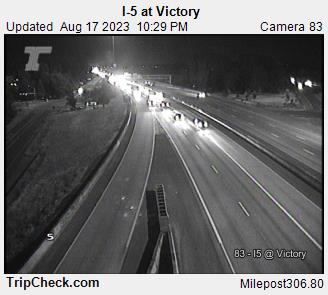 I-5 at Victory
Updated Aug 17 2023 10:29 PM Camera 83
T
S
83 - I5 @ Victory
TripCheck.com Milepost306.80